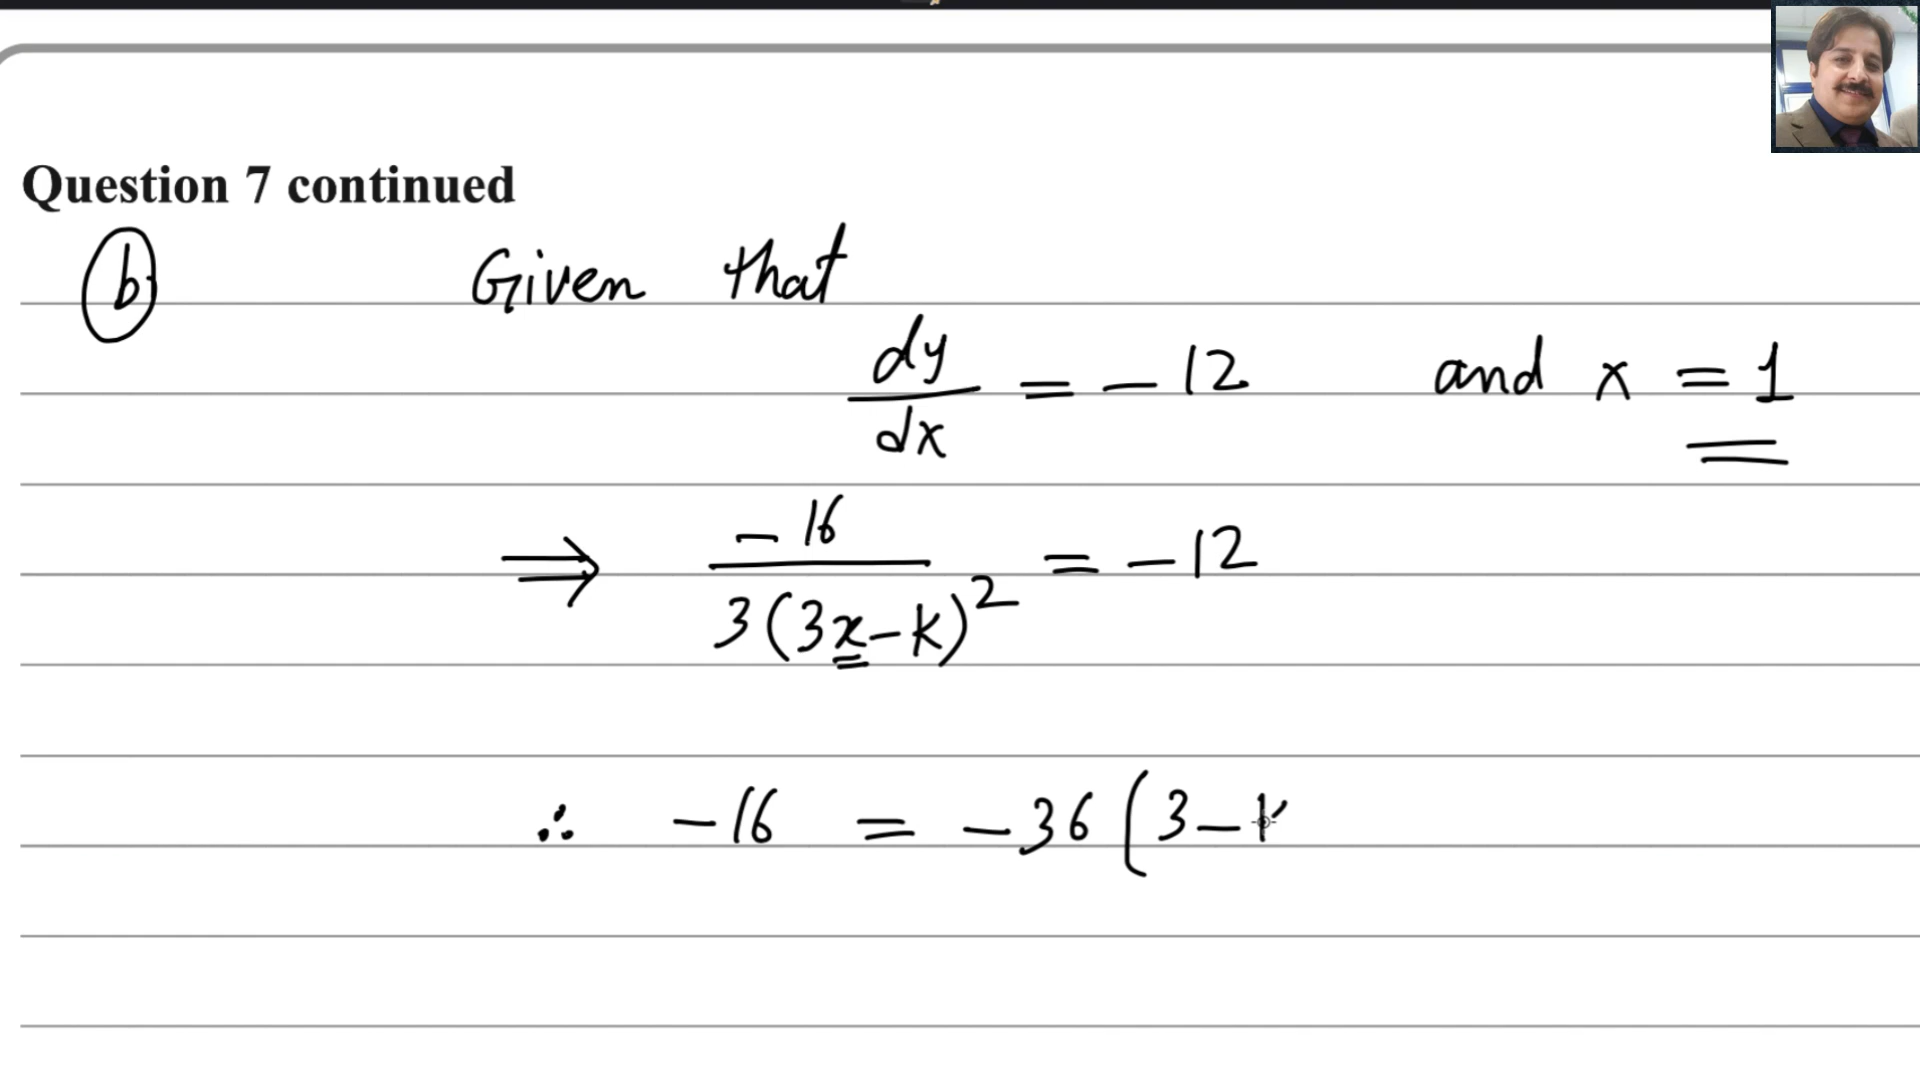 Question 7 continued
(b) Given that
dy/dx = -12 and x = 1
⇒ -16/3(3x-k)² = -12
∴ -16 = -36(3-k